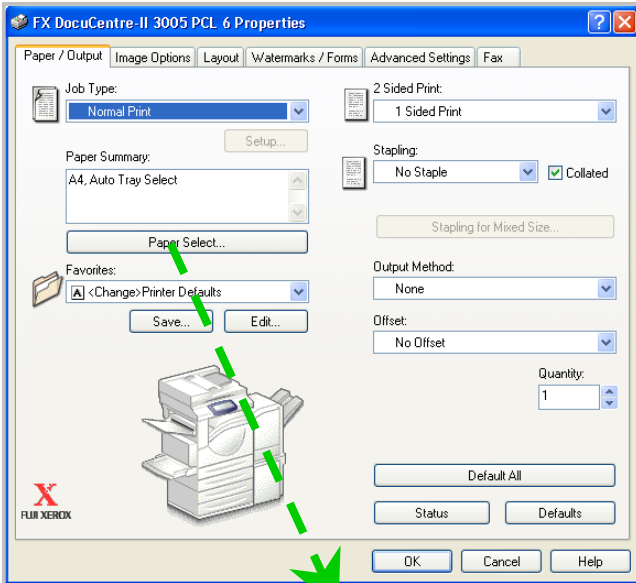 FX DocuCentre-II 3005 PCL 6 Properties
Paper / Output Image Options Layout Watermarks / Forms Advanced Settings Fax
Job Type:
Normal Print
Setup...
Paper Summary:
A4, Auto Tray Select
Paper Select...
Favorites:
A <Change>Printer Defaults
Save... Edit...
FUJI XEROX
2 Sided Print:
1 Sided Print
Stapling:
No Staple
Collated
Stapling for Mixed Size...
Output Method:
None
Offset:
No Offset
Quantity:
1
Default All
Status Defaults
OK Cancel Help